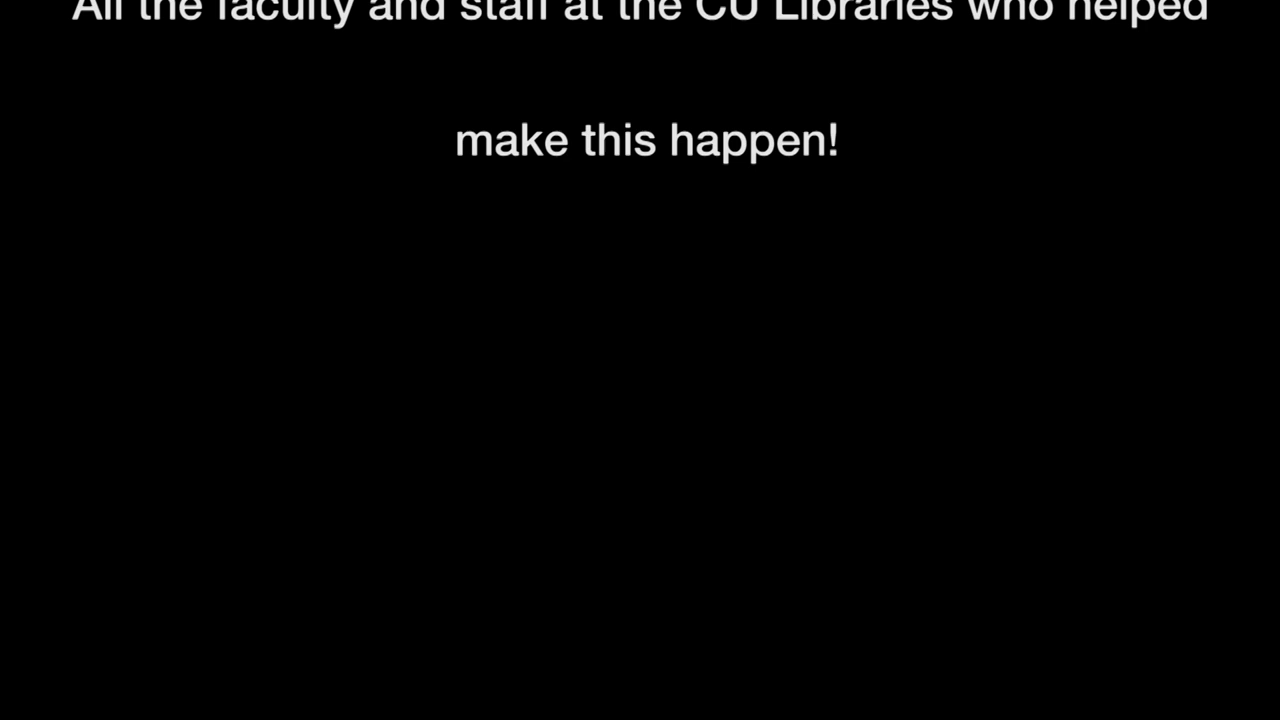 All the faculty and staff at the CU Libraries who helped
make this happen!